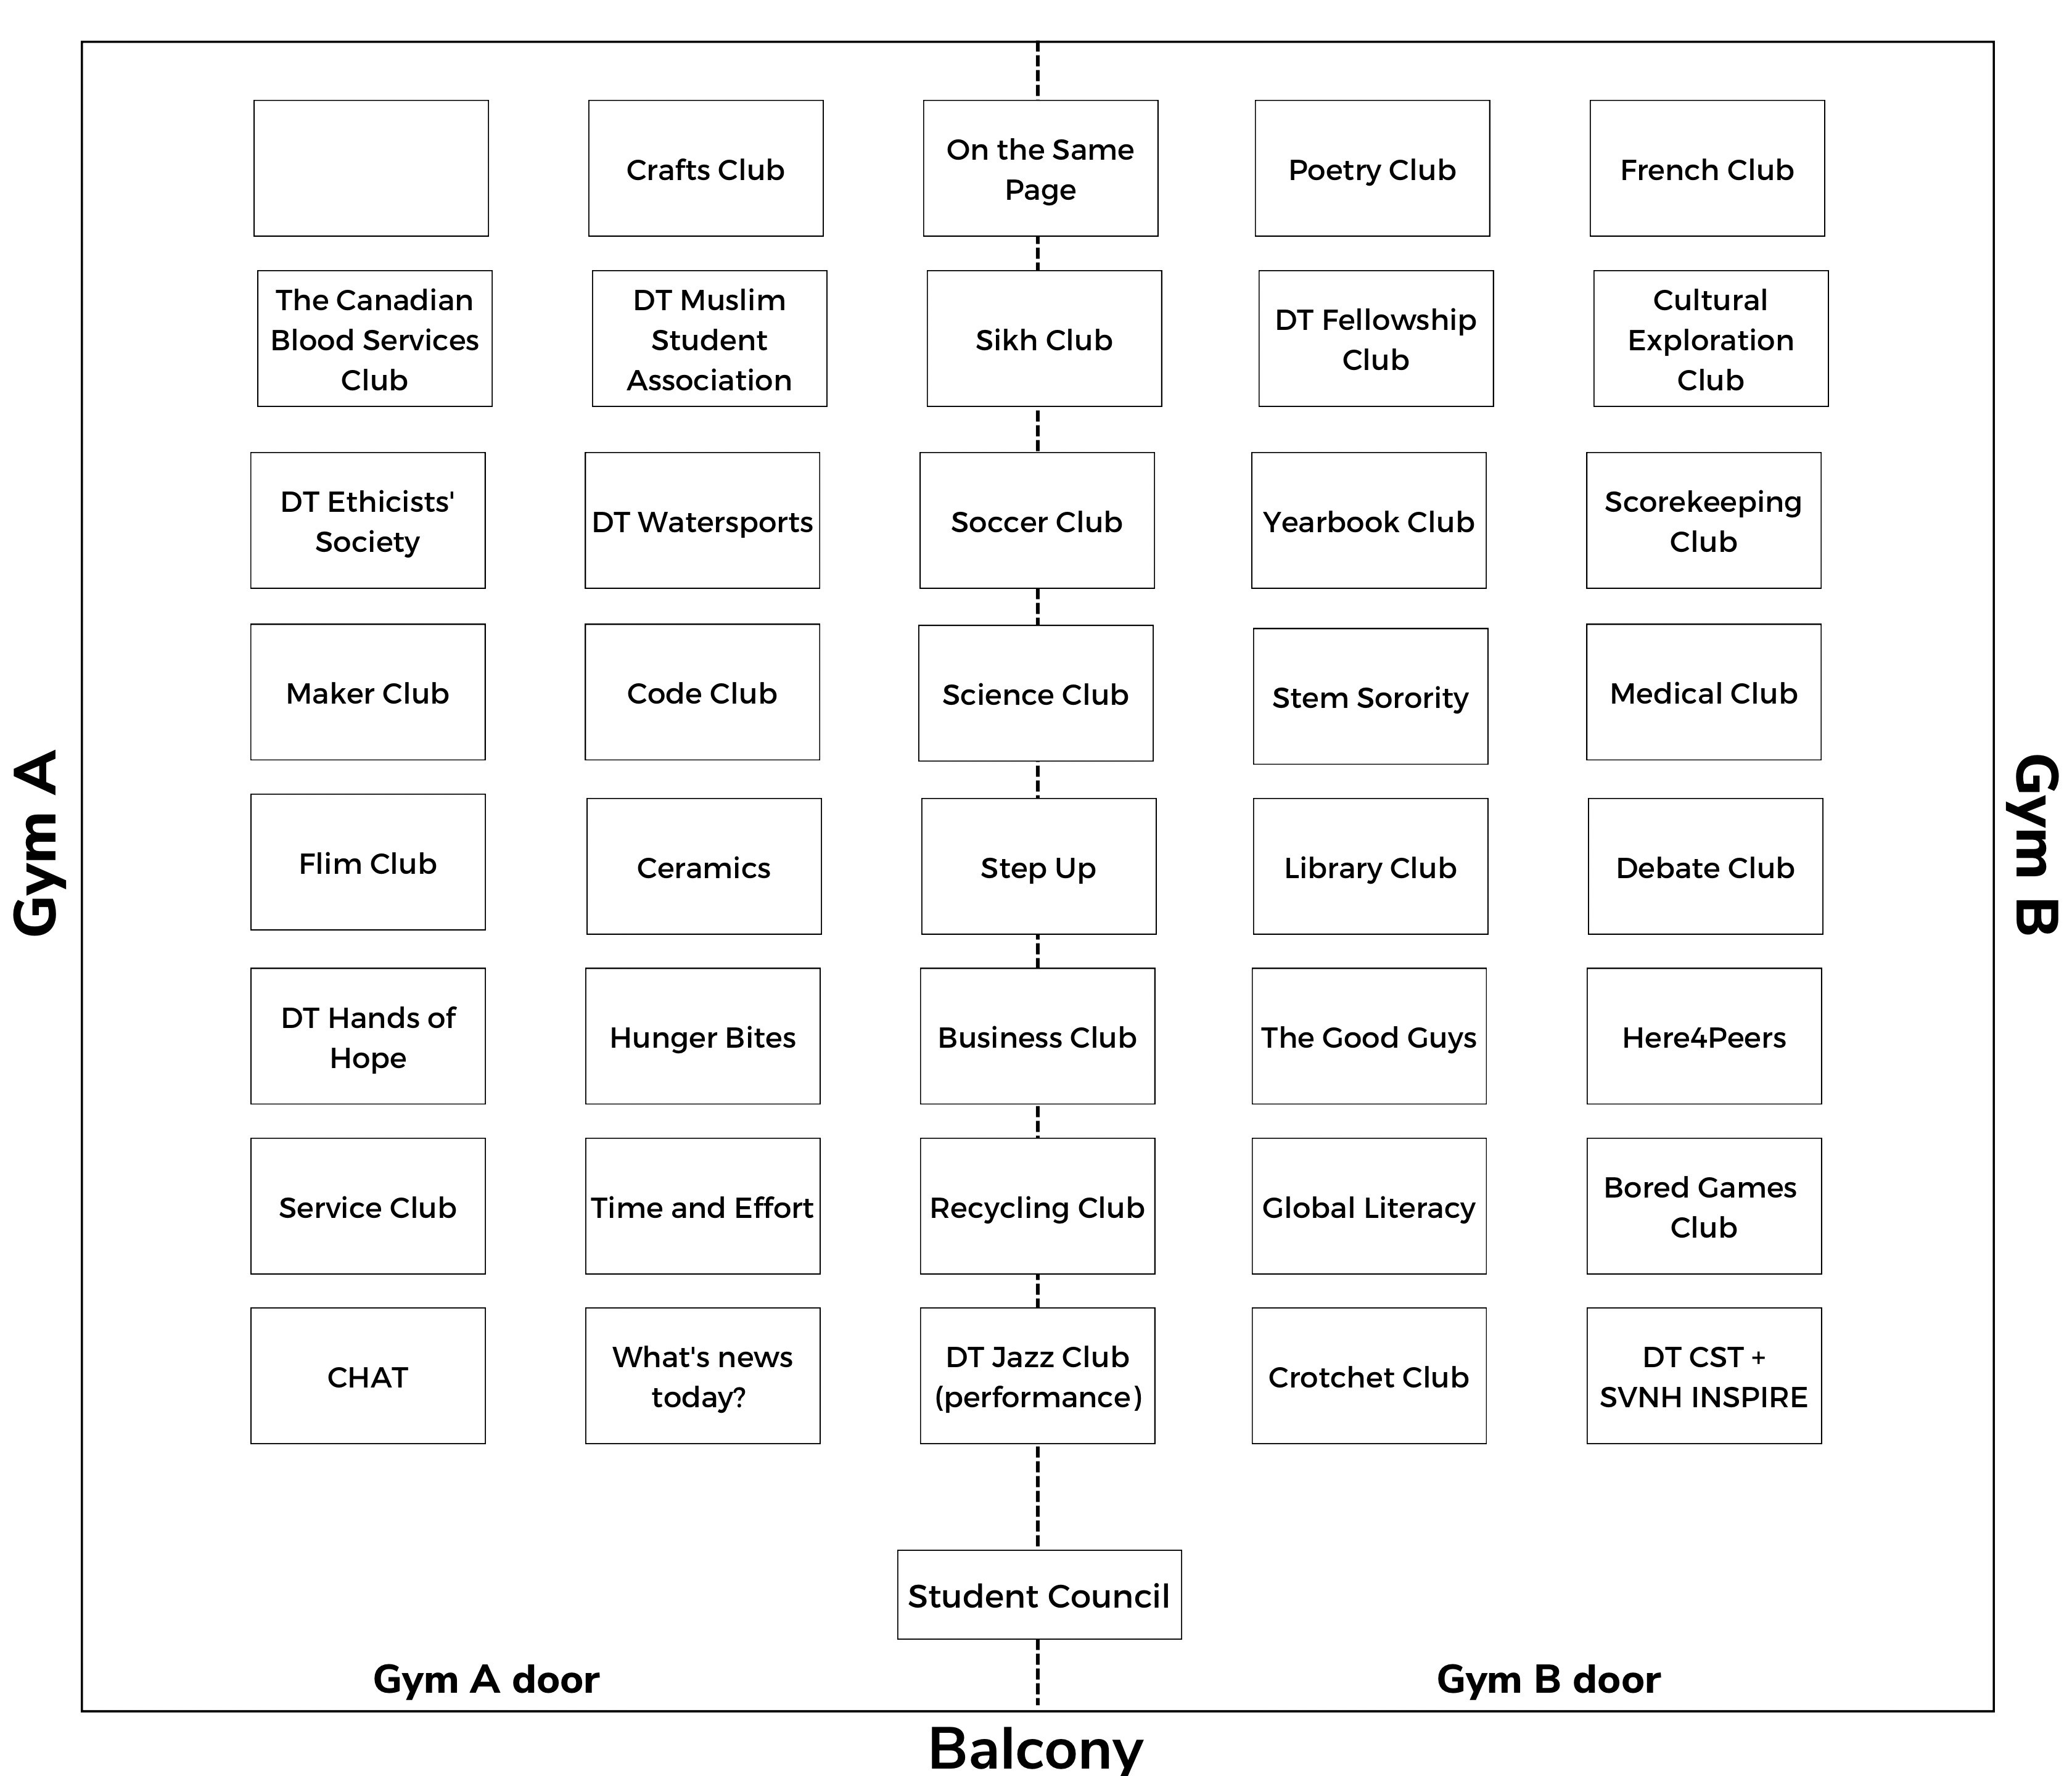 Crafts Club
On the Same
Page
Poetry Club
French Club
The Canadian
Blood Services
Club
DT Muslim
Student
Association
Sikh Club
DT Fellowship
Club
Cultural
Exploration
Club
DT Ethicists'
Society
DT Watersports
Soccer Club
Yearbook Club
Scorekeeping
Club
Maker Club
Code Club
Science Club
Stem Sorority
Medical Club
Gym A
Gym B
Flim Club
Ceramics
Step Up
Library Club
Debate Club
DT Hands of
Hope
Hunger Bites
Business Club
The Good Guys
Here4Peers
Service Club
Time and Effort
Recycling Club
Global Literacy
Bored Games
Club
CHAT
What's news
today?
DT Jazz Club
(performance)
Crotchet Club
DT CST +
SVNH INSPIRE
Student Council
Gym A door
Gym B door
Balcony